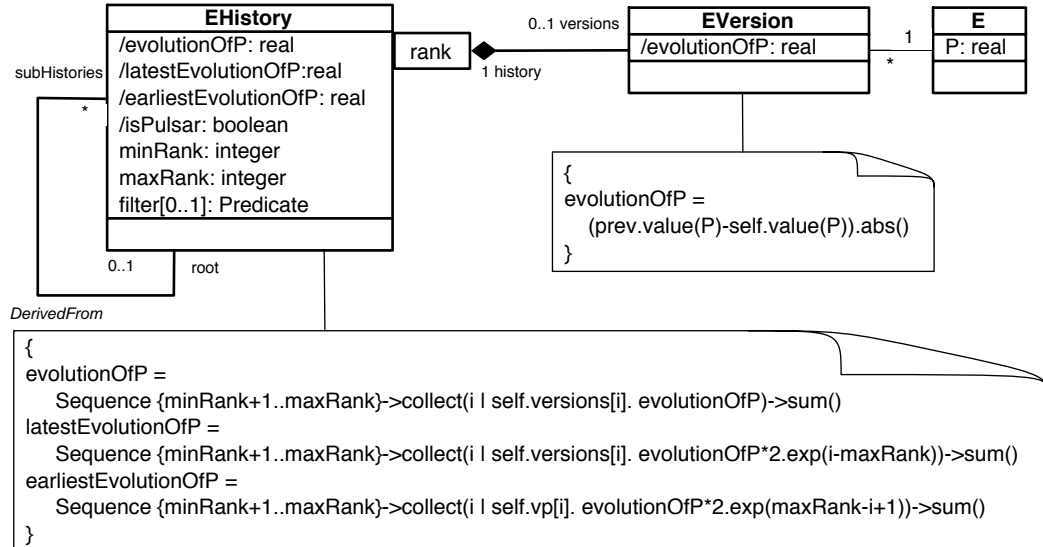 EHistory
/evolutionOfP: real
/latestEvolutionOfP:real
/earliestEvolutionOfP: real
/isPulsar: boolean
minRank: integer
maxRank: integer
filter[0..1]: Predicate
rank
0..1 versions
1 history
EVersion
/evolutionOfP: real
1
*
E
P: real
subHistories
*
0..1
root
DerivedFrom
{
evolutionOfP =
(prev.value(P)-self.value(P)).abs()
}
{
evolutionOfP =
Sequence {minRank+1..maxRank}->collect(i | self.versions[i]. evolutionOfP)->sum()
latestEvolutionOfP =
Sequence {minRank+1..maxRank}->collect(i | self.versions[i]. evolutionOfP*2.exp(i-maxRank))->sum()
earliestEvolutionOfP =
Sequence {minRank+1..maxRank}->collect(i | self.vp[i]. evolutionOfP*2.exp(maxRank-i+1))->sum()
}